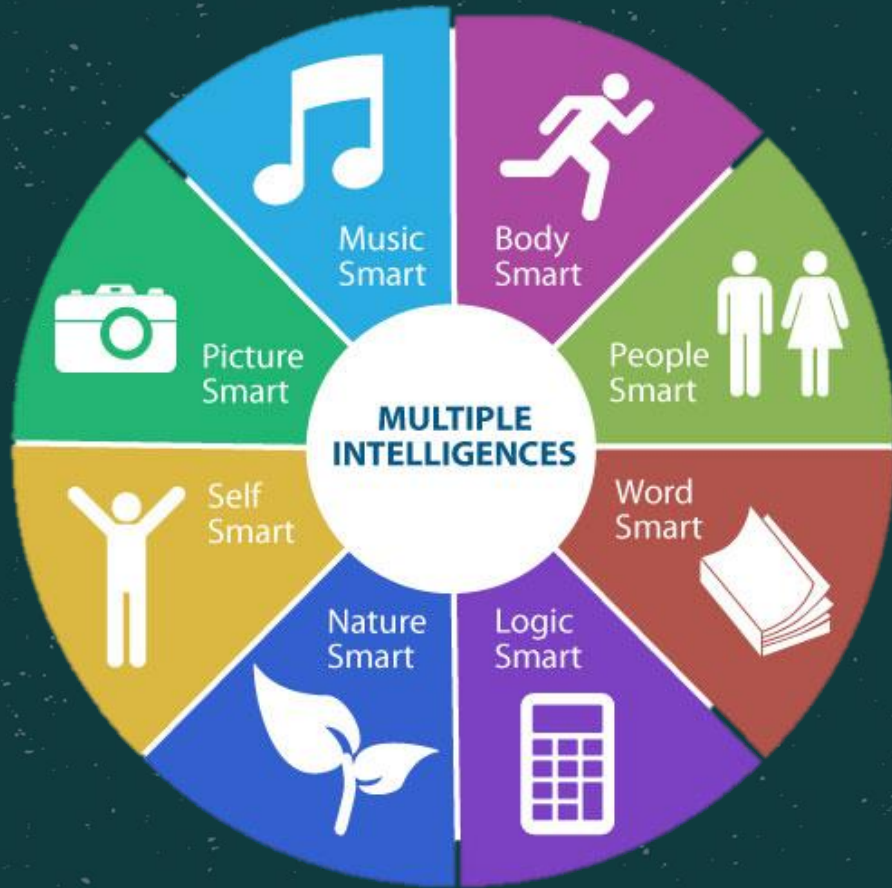 Music
Smart
Body
Smart
Picture
Smart
People
Smart
MULTIPLE
INTELLIGENCES
Self
Smart
Word
Smart
Nature
Smart
Logic
Smart